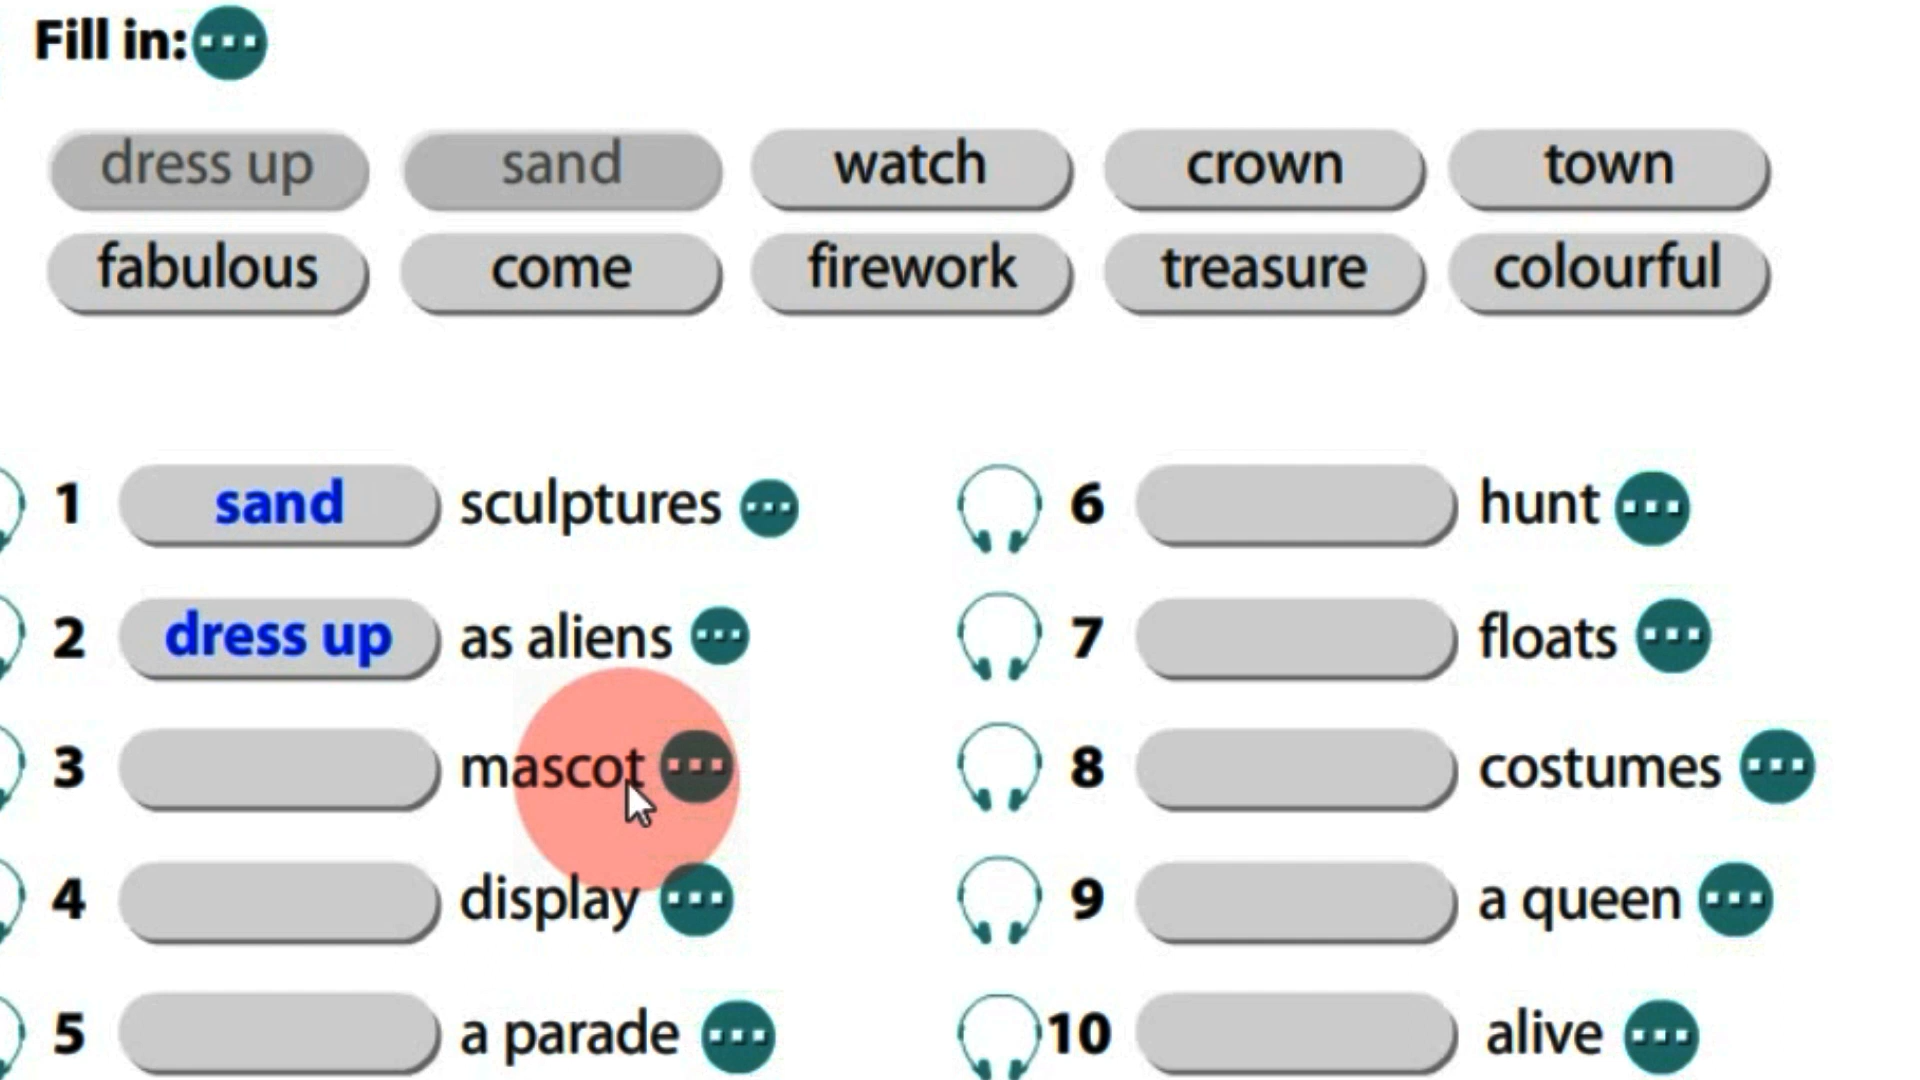 Fill in:
dress up sand watch crown town
fabulous come firework treasure colourful
1 sand sculptures
2 dress up as aliens
3 mascot
4 display
5 a parade
6 hunt
7 floats
8 costumes
9 a queen
10 alive